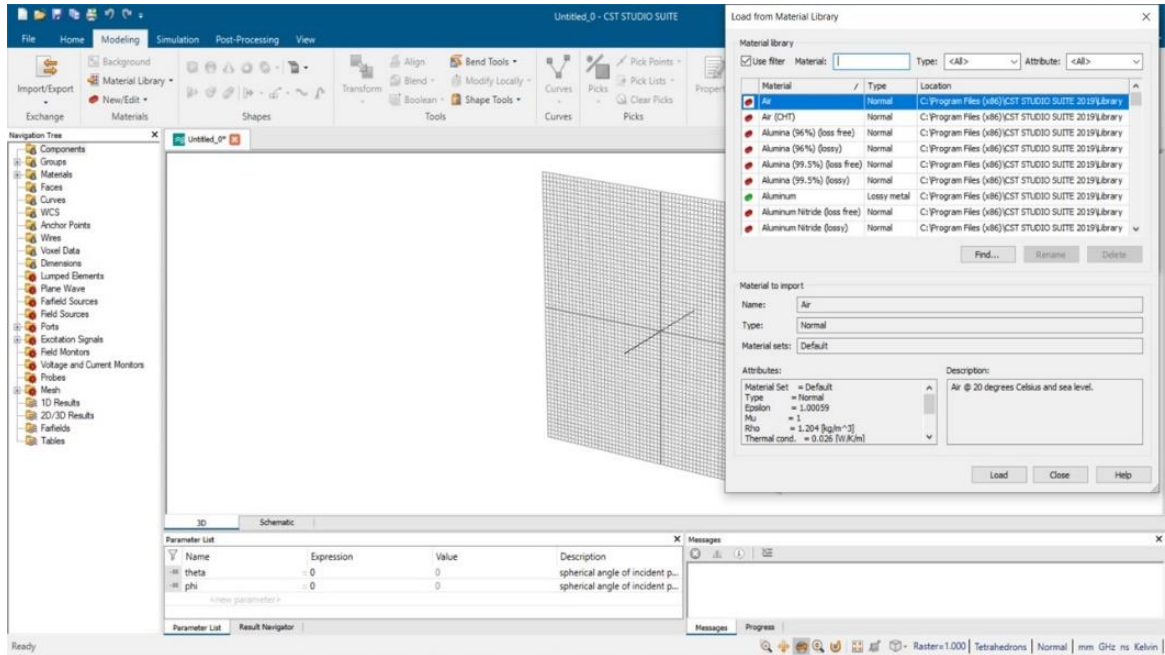 Untitled_0 - CST STUDIO SUITE
File Home Modeling Simulation Post-Processing View
Import/Export
Background
Material Library
New/Edit
Transform
Align
Blend
Boolean
Bend Tools
Modify Locally
Shape Tools
Curves
Picks
Pick Points
Pick Lists
Clear Picks
Propert
Exchange Materials Shapes Tools Curves Picks
Navigation Tree
Components
Groups
Materials
Faces
Curves
WCS
Anchor Points
Wires
Voxel Data
Dimensions
Lumped Elements
Plane Wave
Farfield Sources
Field Sources
Ports
Excitation Signals
Field Monitors
Voltage and Current Monitors
Probes
Mesh
1D Results
2D/3D Results
Farfields
Tables
Untitled_0*
3D Schematic
Load from Material Library
Material library
Use filter Material: Type: <All> Attribute: <All>
Material / Type Location
Air Normal C:\Program Files (x86)\CST STUDIO SUITE 2019\Library
Air (CHT) Normal C:\Program Files (x86)\CST STUDIO SUITE 2019\Library
Alumina (96%) (loss free) Normal C:\Program Files (x86)\CST STUDIO SUITE 2019\Library
Alumina (96%) (lossy) Normal C:\Program Files (x86)\CST STUDIO SUITE 2019\Library
Alumina (99.5%) (loss free) Normal C:\Program Files (x86)\CST STUDIO SUITE 2019\Library
Alumina (99.5%) (lossy) Normal C:\Program Files (x86)\CST STUDIO SUITE 2019\Library
Aluminum Lossy metal C:\Program Files (x86)\CST STUDIO SUITE 2019\Library
Aluminum Nitride (loss free) Normal C:\Program Files (x86)\CST STUDIO SUITE 2019\Library
Aluminum Nitride (lossy) Normal C:\Program Files (x86)\CST STUDIO SUITE 2019\Library
Find... Rename Delete
Material to import
Name: Air
Type: Normal
Material sets: Default
Attributes: Description:
Material Set = Default
Type = Normal
Epsilon = 1.00059
Mu = 1
Rho = 1.204 [kg/m^3]
Thermal cond. = 0.026 [W/K/m]
Air @ 20 degrees Celsius and sea level.
Load Close Help
Parameter List
Name Expression Value Description
theta = 0 0 spherical angle of incident p...
phi = 0 0 spherical angle of incident p...
<new parameter>
Parameter List Result Navigator
Messages
Messages Progress
Ready
Raster=1.000 Tetrahedrons Normal mm GHz ns Kelvin